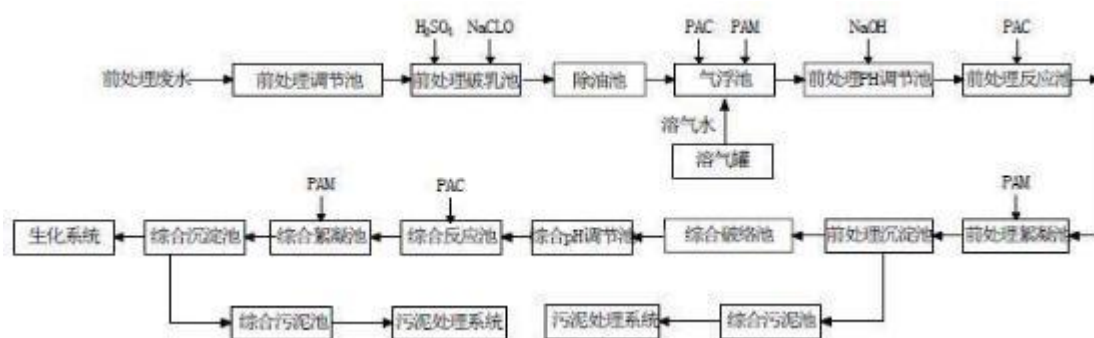 H₂SO₄ NaCLO PAC PAM NaOH PAC
前处理废水 前处理调节池 前处理破乳池 除油池 气浮池 前处理PH调节池 前处理反应池
溶气水
溶气罐
PAM PAC PAM
生化系统 综合沉淀池 综合絮凝池 综合反应池 综合pH调节池 综合破络池 前处理沉淀池 前处理絮凝池
综合污泥池 污泥处理系统 污泥处理系统 综合污泥池